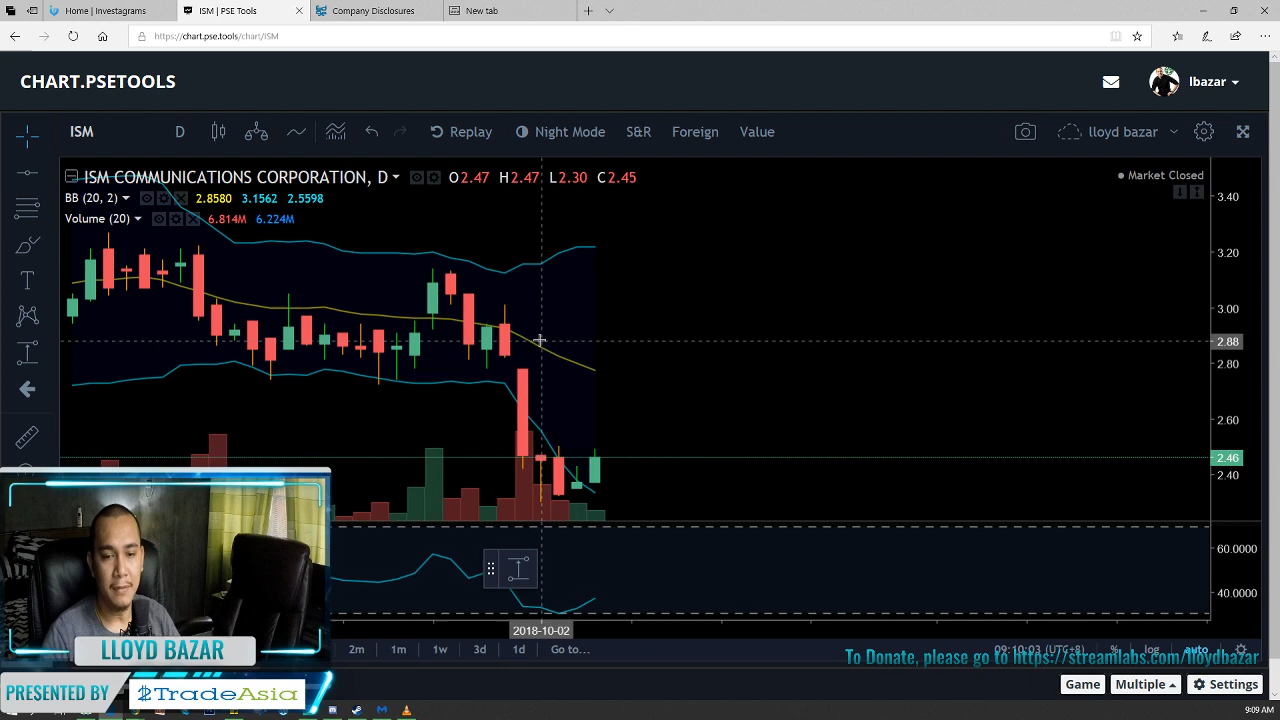 Home | Investagrams
ISM | PSE Tools
Company Disclosures
New tab
https://chart.pse.tools/chart/ISM
CHART.PSETOOLS
lbazar
ISM
D
Replay
Night Mode
S&R
Foreign
Value
lloyd bazar
ISM COMMUNICATIONS CORPORATION, D
O2.47 H2.47 L2.30 C2.45
Market Closed
BB (20, 2)
2.8580 3.1562 2.5598
Volume (20)
6.814M 6.224M
3.40
3.20
3.00
2.88
2.80
2.60
2.46
2.40
60.0000
40.0000
2018-10-02
2m 1m 1w 3d 1d Go to...
09:10:03 (UTC+8) % log auto
To Donate, please go to https://streamlabs.com/lloydbazar
LLOYD BAZAR
PRESENTED BY
$TradeAsia
Game
Multiple
Settings
9:09 AM